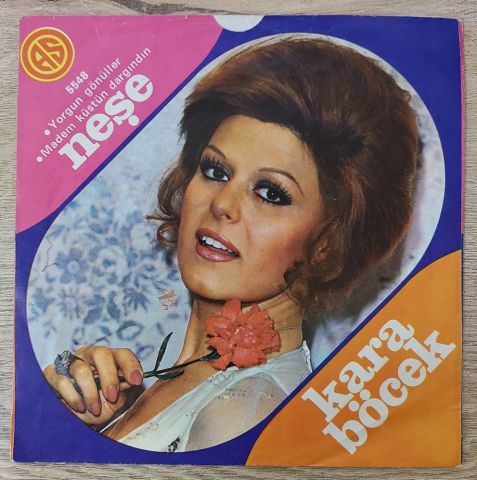 AS
5548
• Yorgun gönüller
• Madem küstün dargındın
neşe
kara
böcek